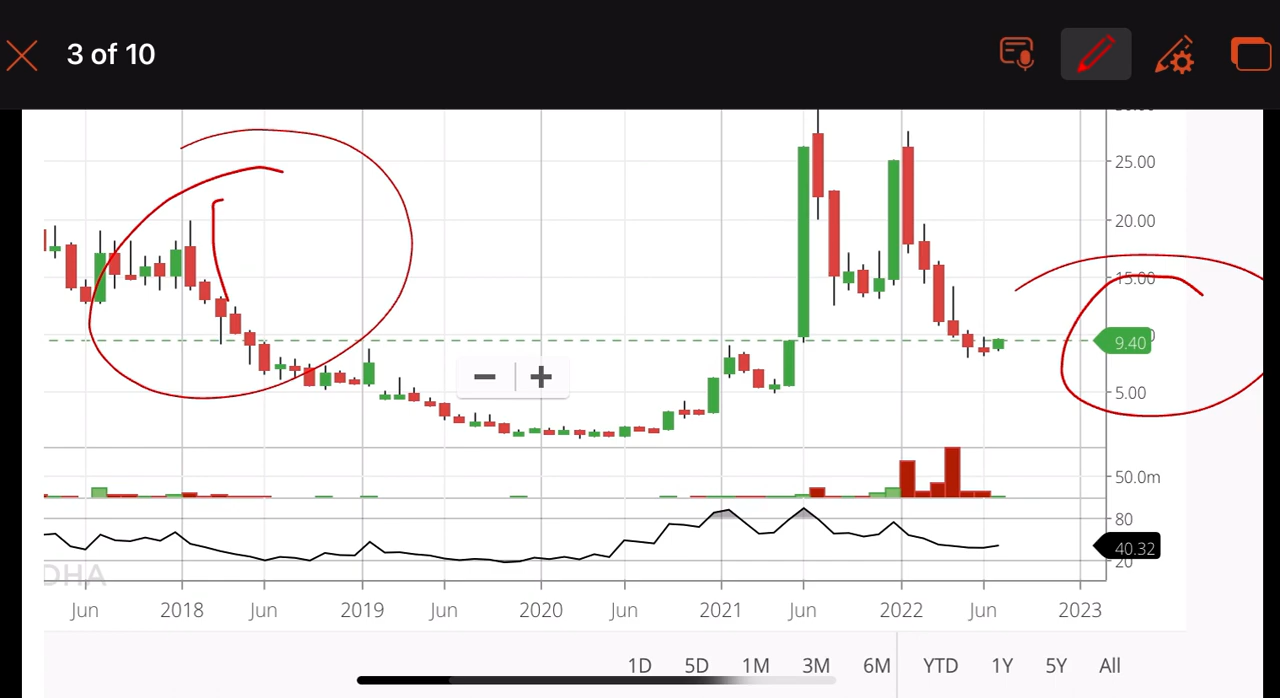 3 of 10
25.00
20.00
15.00
9.40
5.00
50.0m
80
40.32
20
DHA
Jun 2018 Jun 2019 Jun 2020 Jun 2021 Jun 2022 Jun 2023
1D 5D 1M 3M 6M YTD 1Y 5Y All